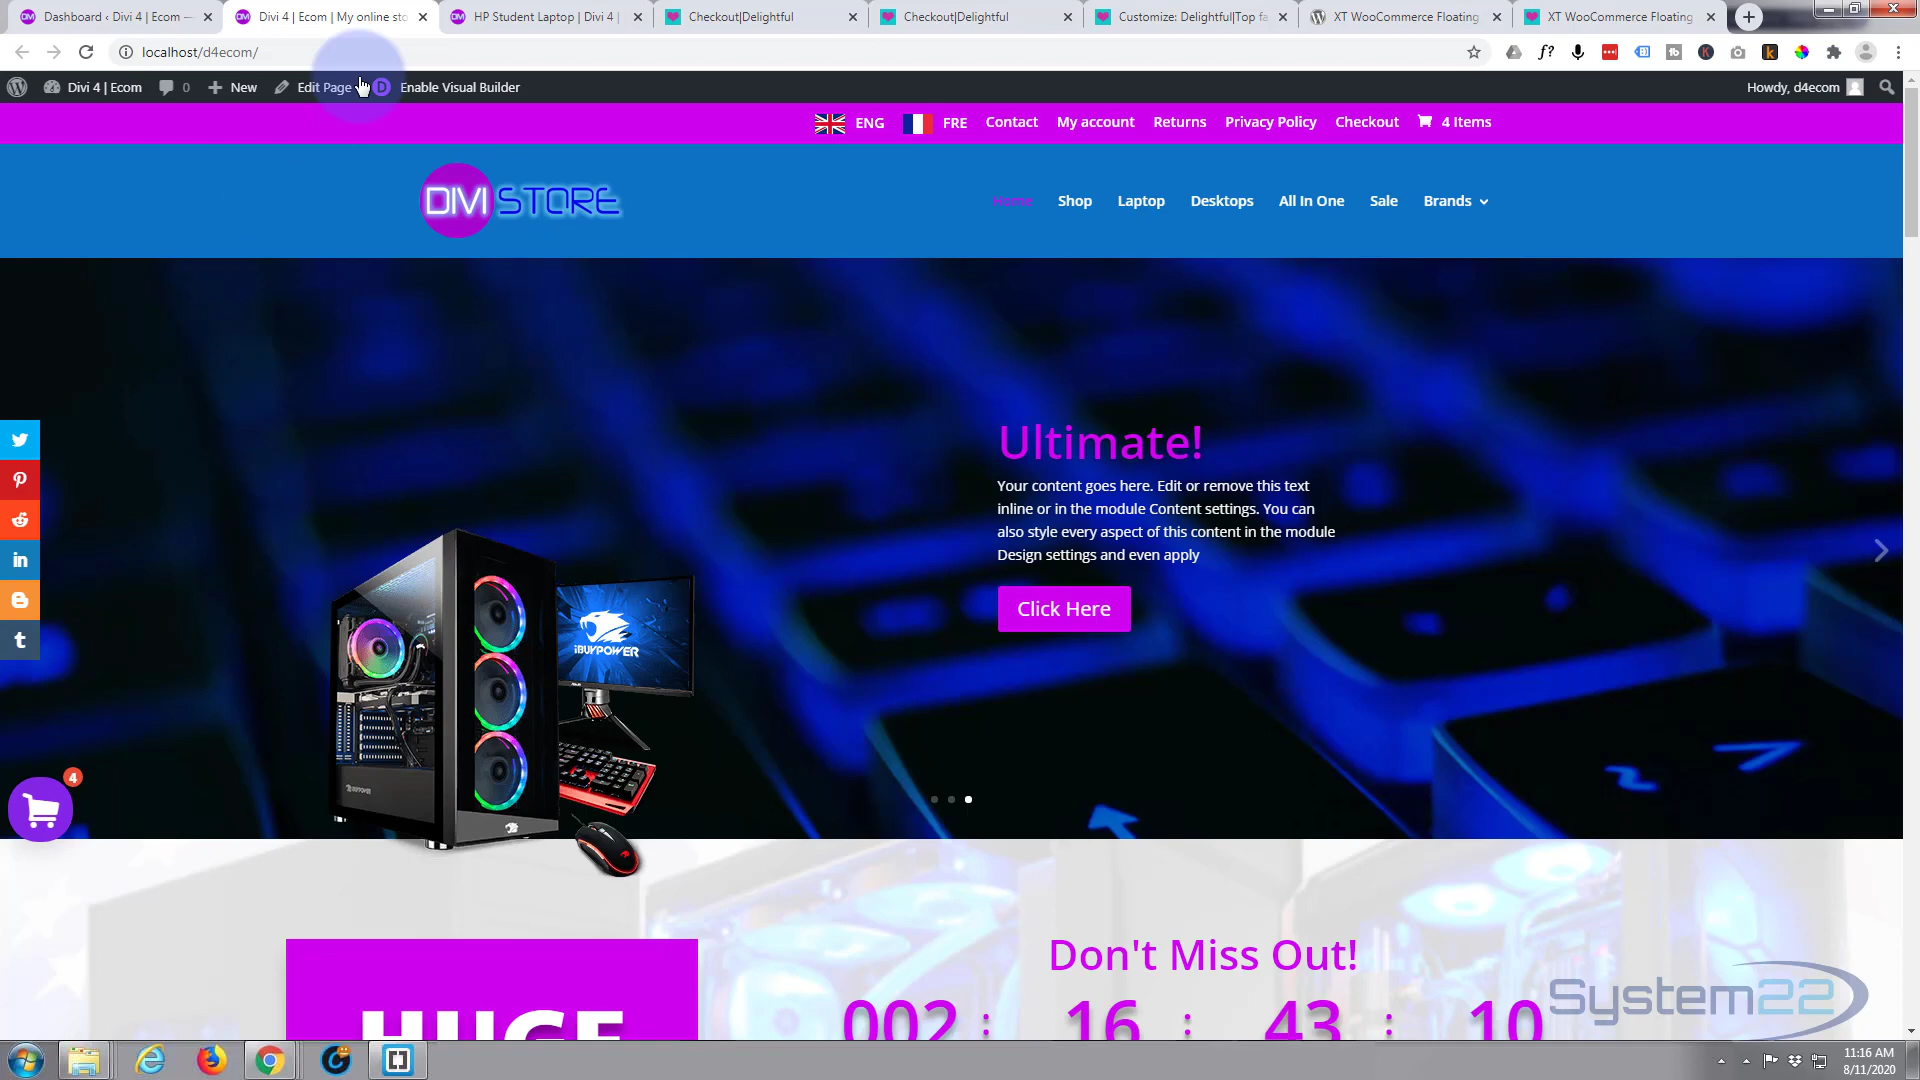 Dashboard ‹ Divi 4 | Ecom —
Divi 4 | Ecom | My online sto
HP Student Laptop | Divi 4 |
Checkout|Delightful
Checkout|Delightful
Customize: Delightful|Top fa
XT WooCommerce Floating
XT WooCommerce Floating
localhost/d4ecom/
Divi 4 | Ecom
0
New
Edit Page
Enable Visual Builder
Howdy, d4ecom
ENG
FRE
Contact
My account
Returns
Privacy Policy
Checkout
4 Items
DIVI STORE
Home
Shop
Laptop
Desktops
All In One
Sale
Brands
Ultimate!
Your content goes here. Edit or remove this text
inline or in the module Content settings. You can
also style every aspect of this content in the module
Design settings and even apply
Click Here
iBUYPOWER
4
Don't Miss Out!
HUGE
002 : 16 : 43 : 10
System22
11:16 AM
8/11/2020